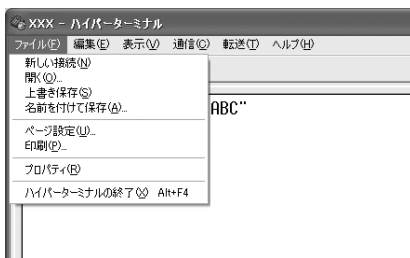 XXX - ハイパーターミナル
ファイル(F) 編集(E) 表示(V) 通信(C) 転送(T) ヘルプ(H)
新しい接続(N)
開く(O)...
上書き保存(S)
名前を付けて保存(A)...
ABC"
ページ設定(U)...
印刷(P)...
プロパティ(R)
ハイパーターミナルの終了(X) Alt+F4